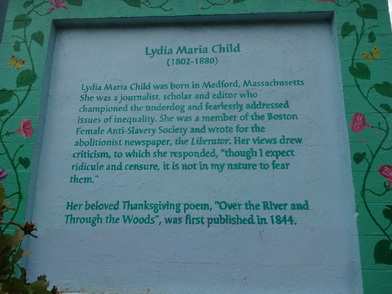 Lydia Maria Child
(1802-1880)
Lydia Maria Child was born in Medford, Massachusetts
She was a journalist, scholar and editor who
championed the underdog and fearlessly addressed
issues of inequality. She was a member of the Boston
Female Anti-Slavery Society and wrote for the
abolitionist newspaper, the Liberator. Her views drew
criticism, to which she responded, "though I expect
ridicule and censure, it is not in my nature to fear
them."
Her beloved Thanksgiving poem, "Over the River and
Through the Woods", was first published in 1844.